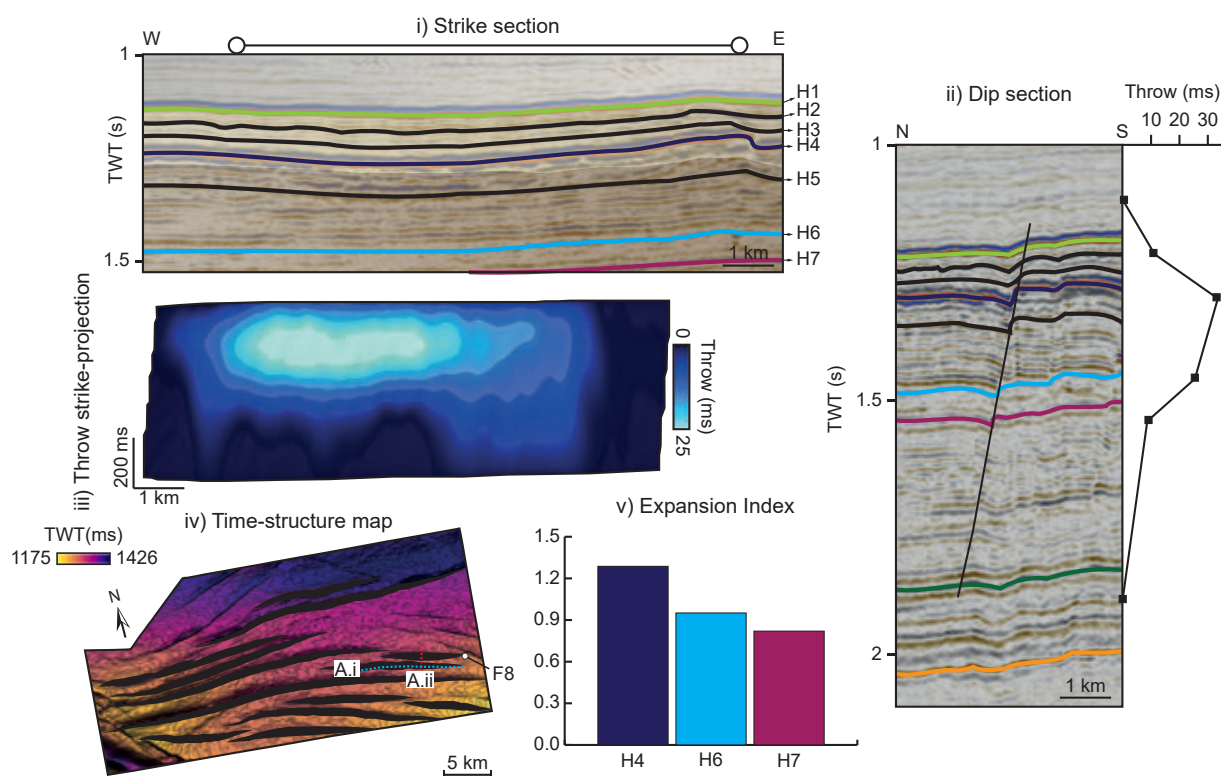 i) Strike section
W
E
1
1.5
TWT (s)
H1
H2
H3
H4
H5
H6
H7
1 km
ii) Dip section
N
S
Throw (ms)
10 20 30
1
1.5
2
TWT (s)
1 km
iii) Throw strike-projection
200 ms
1 km
0
25
Throw (ms)
iv) Time-structure map
TWT(ms)
1175
1426
N
A.i
A.ii
F8
5 km
v) Expansion Index
1.5
1.2
0.9
0.6
0.3
0.0
H4 H6 H7